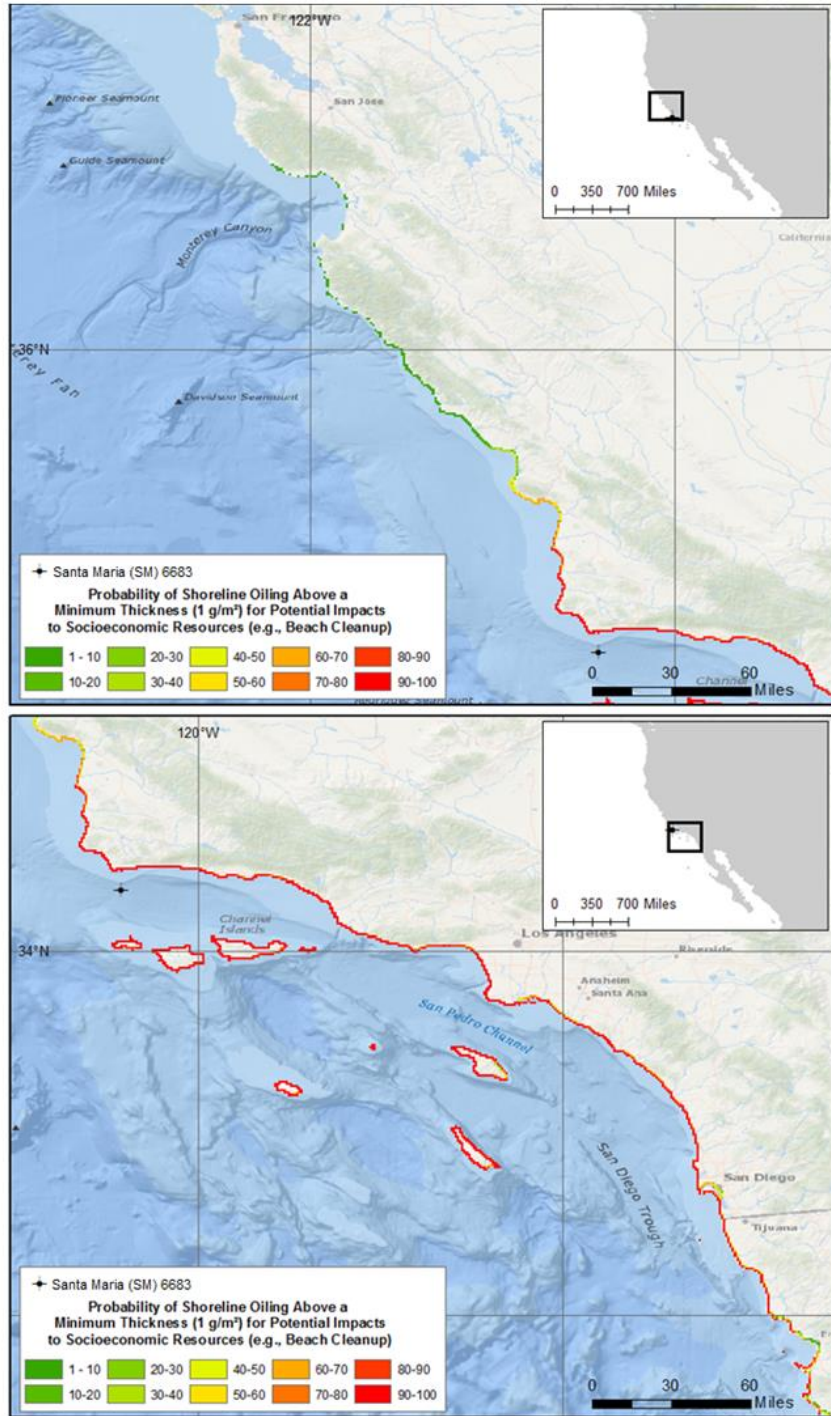 San Francisco
122°W
Pioneer Seamount
San Jose
Guide Seamount
0 350 700 Miles
California
Monterey Canyon
36°N
erey Fan
Davidson Seamount
Santa Maria (SM) 6683
Probability of Shoreline Oiling Above a
Minimum Thickness (1 g/m²) for Potential Impacts
to Socioeconomic Resources (e.g., Beach Cleanup)
1 - 10 20-30 40-50 60-70 80-90
10-20 30-40 50-60 70-80 90-100
Channel
0 30 60
Miles
Rodriguez Seamount
120°W
0 350 700 Miles
Channel
Islands
34°N
Los Angeles
Riverside
Anaheim
Santa Ana
San Pedro Channel
San Diego Trough
San Diego
Tijuana
Santa Maria (SM) 6683
Probability of Shoreline Oiling Above a
Minimum Thickness (1 g/m²) for Potential Impacts
to Socioeconomic Resources (e.g., Beach Cleanup)
1 - 10 20-30 40-50 60-70 80-90
10-20 30-40 50-60 70-80 90-100
0 30 60
Miles